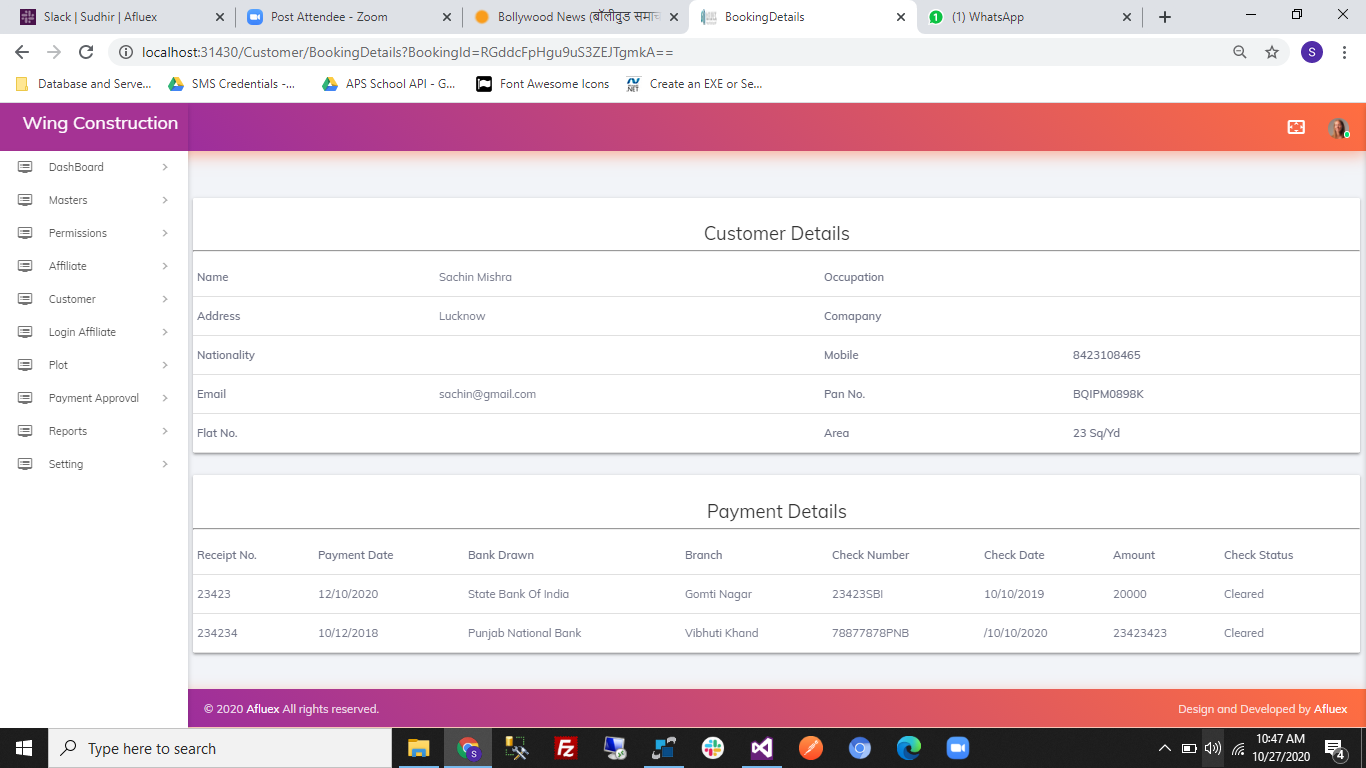 Slack | Sudhir | Afluex
Post Attendee - Zoom
Bollywood News (बॉलीवुड समाच
BookingDetails
(1) WhatsApp
localhost:31430/Customer/BookingDetails?BookingId=RGddcFpHgu9uS3ZEJTgmkA==
S
Database and Serve...
SMS Credentials -...
APS School API - G...
Font Awesome Icons
.NET
Create an EXE or Se...
Wing Construction
DashBoard
Masters
Permissions
Affiliate
Customer
Login Affiliate
Plot
Payment Approval
Reports
Setting
Customer Details
Name Sachin Mishra Occupation
Address Lucknow Comapany
Nationality Mobile 8423108465
Email sachin@gmail.com Pan No. BQIPM0898K
Flat No. Area 23 Sq/Yd
Payment Details
Receipt No. Payment Date Bank Drawn Branch Check Number Check Date Amount Check Status
23423 12/10/2020 State Bank Of India Gomti Nagar 23423SBI 10/10/2019 20000 Cleared
234234 10/12/2018 Punjab National Bank Vibhuti Khand 78877878PNB /10/10/2020 23423423 Cleared
© 2020 Afluex All rights reserved.
Design and Developed by Afluex
Type here to search
10:47 AM
10/27/2020
4